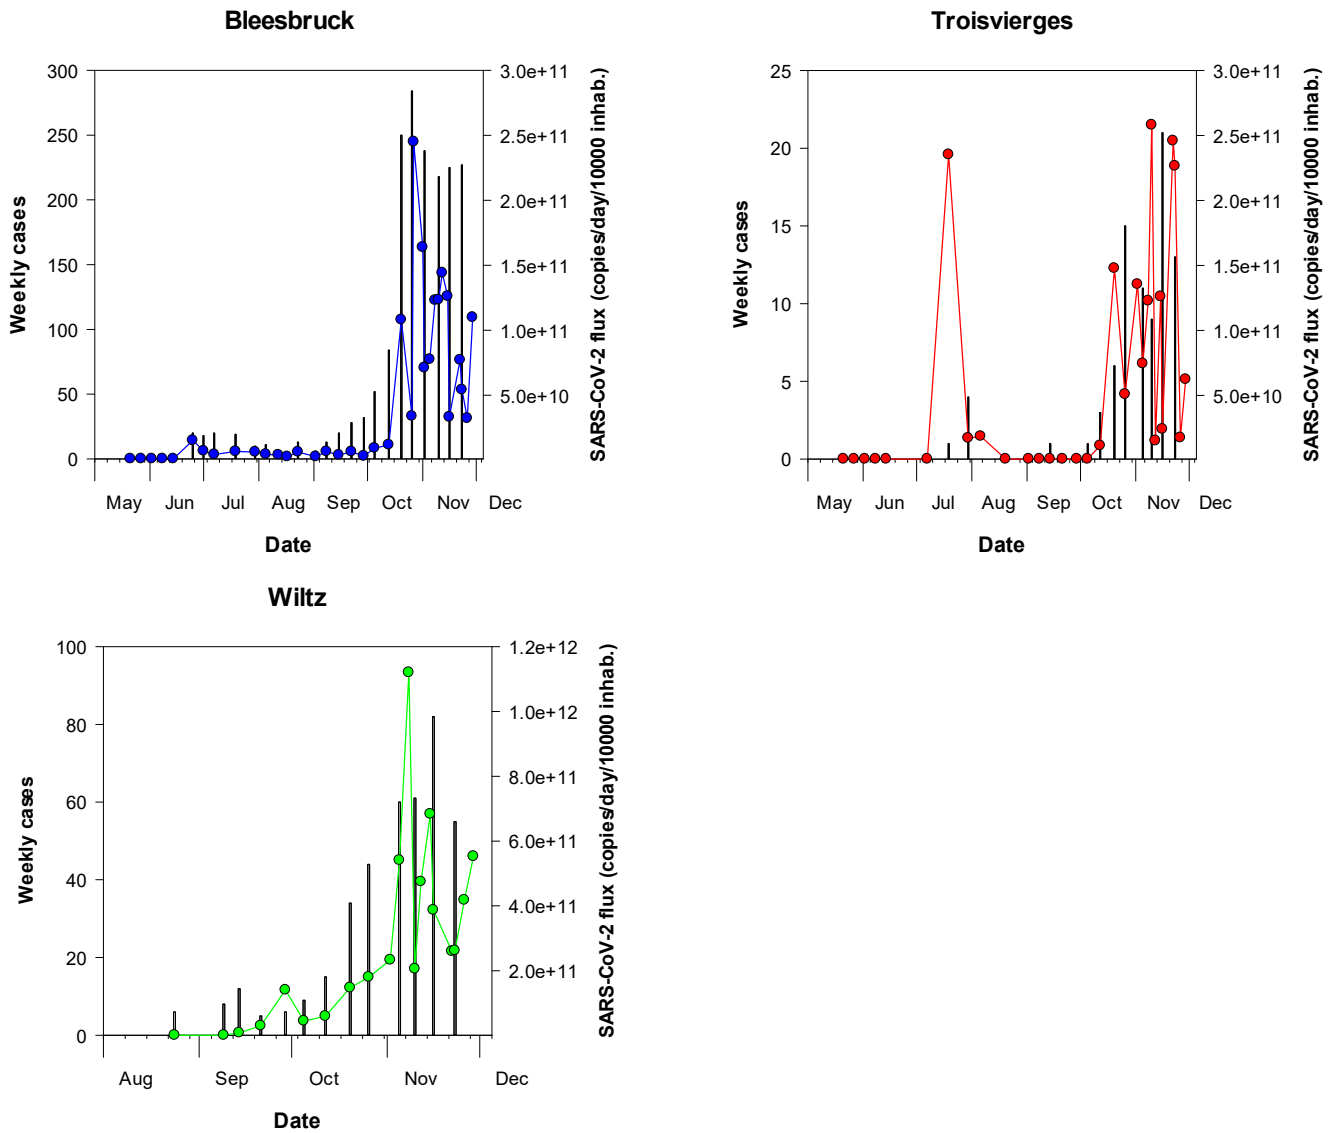 Bleesbruck
300
250
200
150
100
50
0
Weekly cases
3.0e+11
2.5e+11
2.0e+11
1.5e+11
1.0e+11
5.0e+10
SARS-CoV-2 flux (copies/day/10000 inhab.)
May Jun Jul Aug Sep Oct Nov Dec
Date
Troisvierges
25
20
15
10
5
0
Weekly cases
3.0e+11
2.5e+11
2.0e+11
1.5e+11
1.0e+11
5.0e+10
SARS-CoV-2 flux (copies/day/10000 inhab.)
May Jun Jul Aug Sep Oct Nov Dec
Date
Wiltz
100
80
60
40
20
0
Weekly cases
1.2e+12
1.0e+12
8.0e+11
6.0e+11
4.0e+11
2.0e+11
SARS-CoV-2 flux (copies/day/10000 inhab.)
Aug Sep Oct Nov Dec
Date